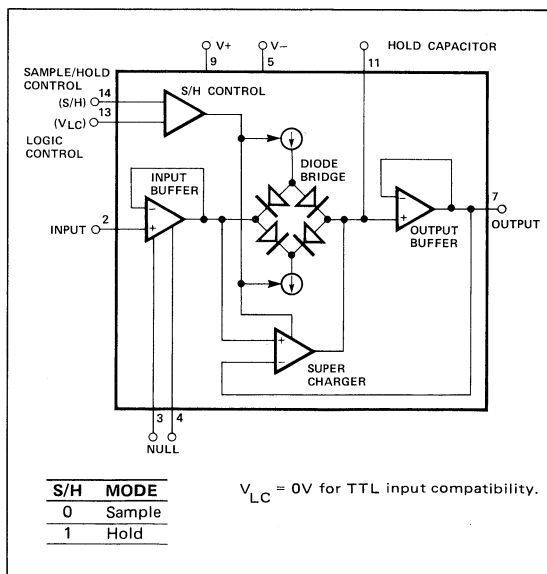 V+
V−
HOLD CAPACITOR
9
5
11
SAMPLE/HOLD
CONTROL
14
(S/H)
S/H CONTROL
13
(VLC)
LOGIC
CONTROL
DIODE
BRIDGE
INPUT
BUFFER
−
+
2
INPUT
−
+
7
OUTPUT
BUFFER
OUTPUT
+
−
SUPER
CHARGER
3
4
NULL
S/H MODE
0 Sample
1 Hold
VLC = 0V for TTL input compatibility.